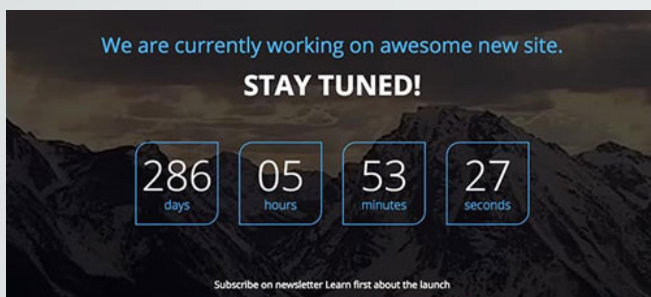 We are currently working on awesome new site.
STAY TUNED!
286 05 53 27
days hours minutes seconds
Subscribe on newsletter Learn first about the launch